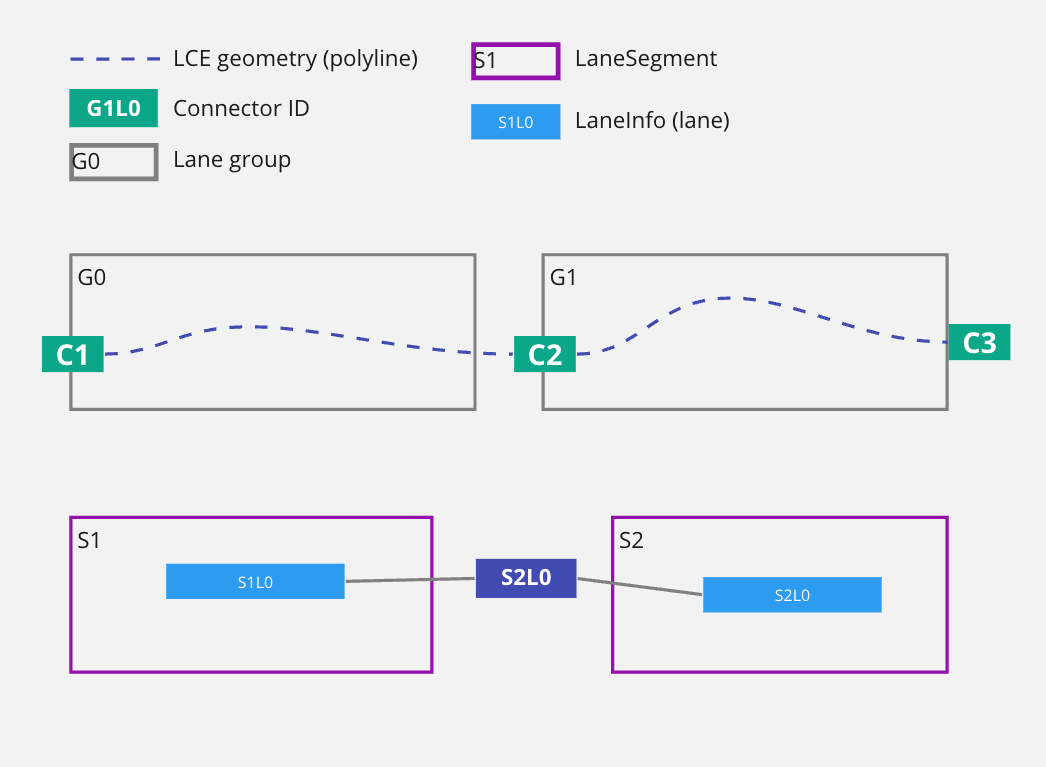 LCE geometry (polyline)
G1L0 Connector ID
G0 Lane group
S1 LaneSegment
S1L0 LaneInfo (lane)
G0
C1
G1
C2
C3
S1
S1L0
S2L0
S2
S2L0